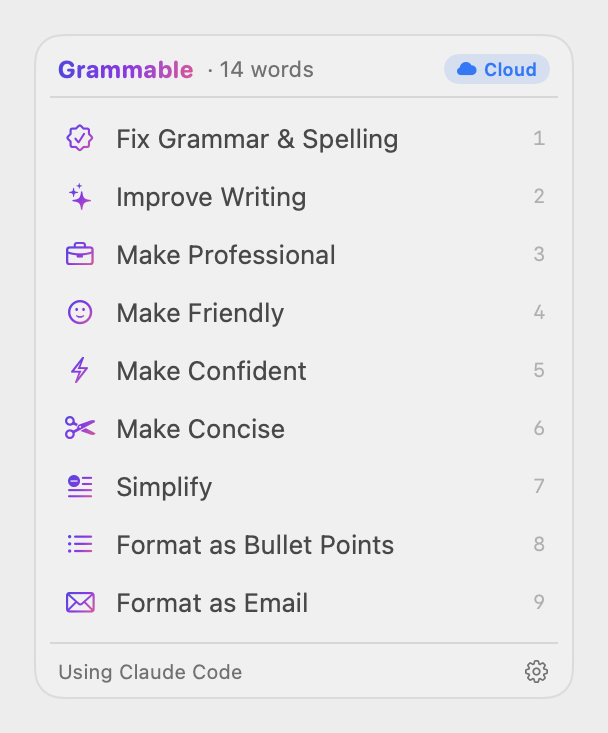 Grammable · 14 words Cloud
Fix Grammar & Spelling 1
Improve Writing 2
Make Professional 3
Make Friendly 4
Make Confident 5
Make Concise 6
Simplify 7
Format as Bullet Points 8
Format as Email 9
Using Claude Code